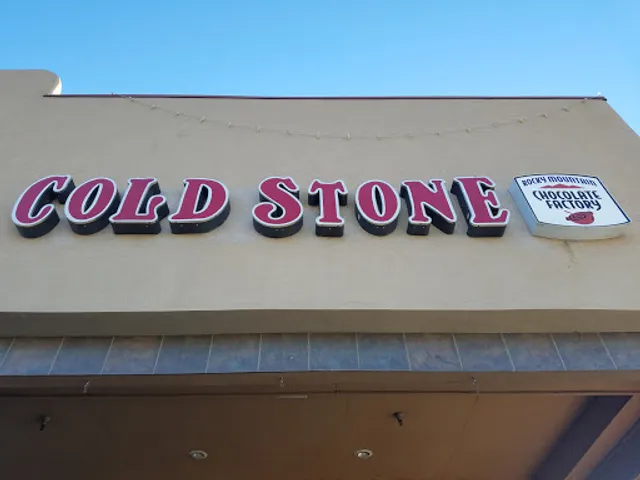 COLD STONE
ROCKY MOUNTAIN
CHOCOLATE
FACTORY